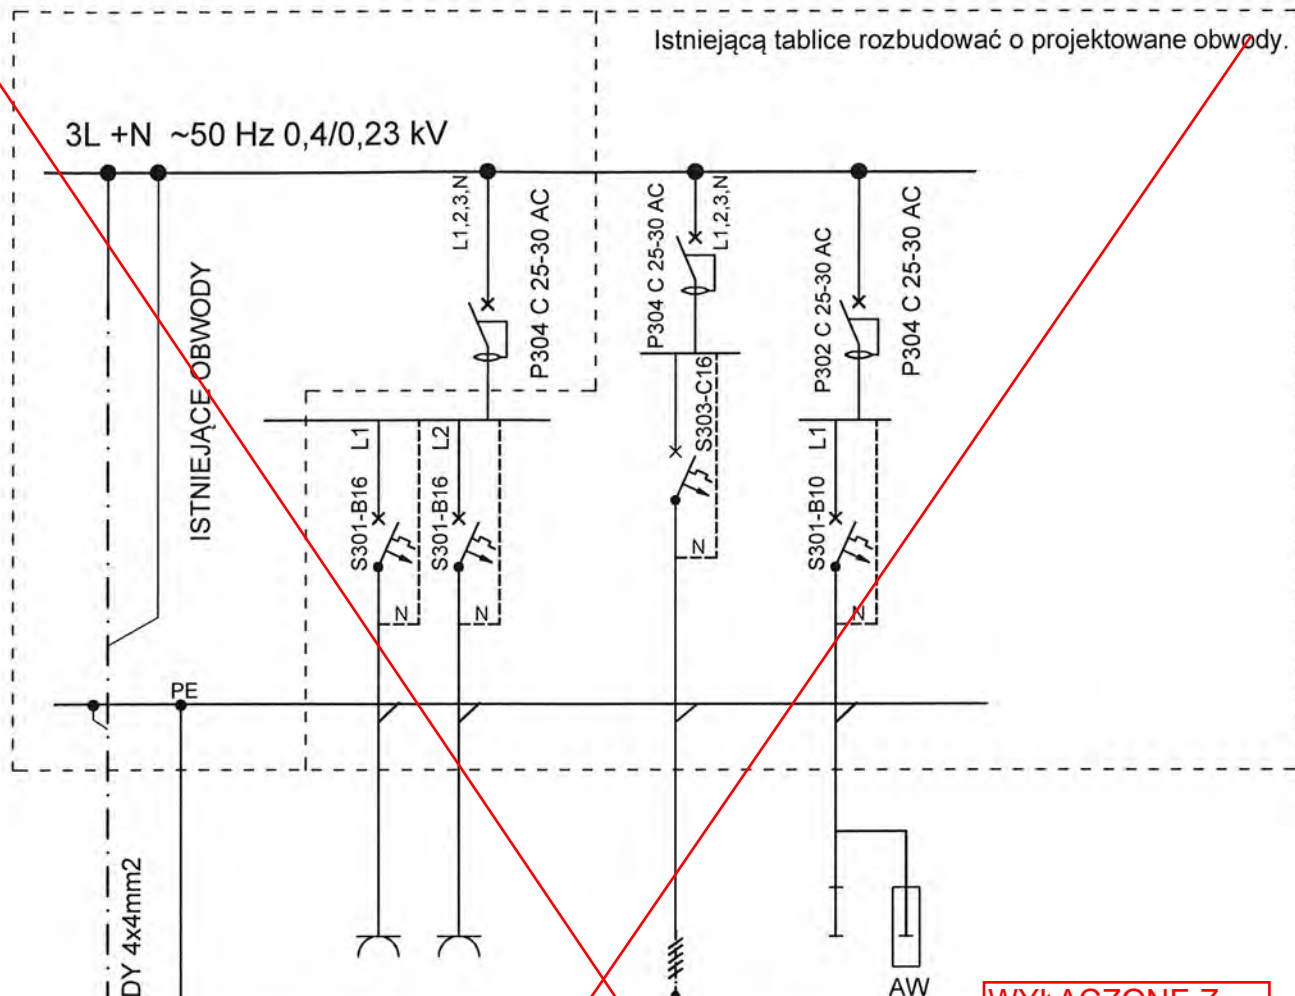 Istniejącą tablice rozbudować o projektowane obwody.
3L +N ~50 Hz 0,4/0,23 kV
ISTNIEJĄCE OBWODY
L1,2,3,N
P304 C 25-30 AC
P304 C 25-30 AC
L1,2,3,N
P302 C 25-30 AC
P304 C 25-30 AC
L1
S301-B16
N
L2
S301-B16
N
S303-C16
N
L1
S301-B10
N
PE
4x4mm2
AW
WYŁĄCZONE Z